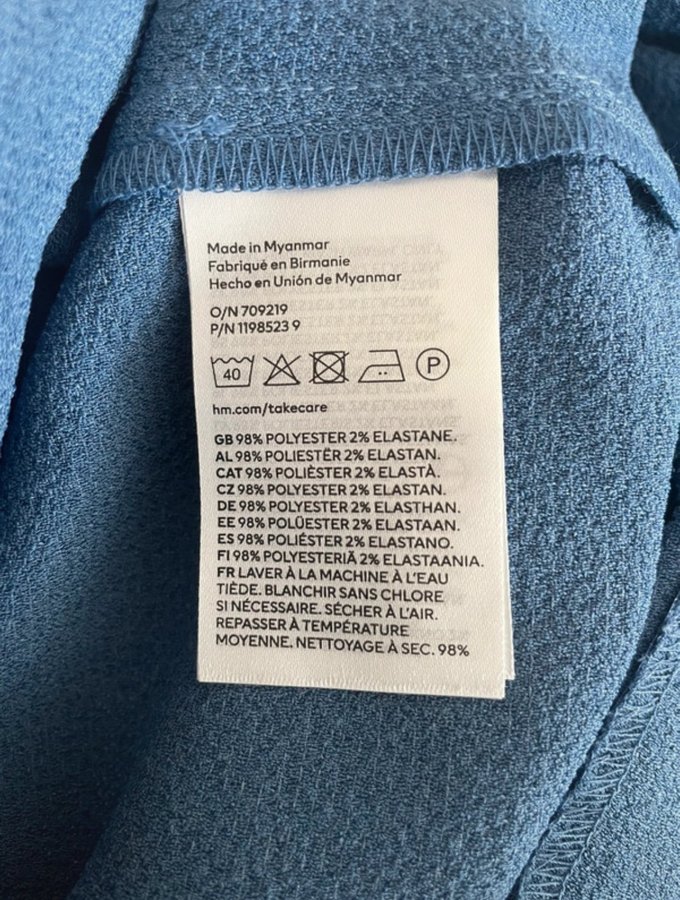 Made in Myanmar
Fabriqué en Birmanie
Hecho en Unión de Myanmar
O/N 709219
P/N 1198523 9
40 P
hm.com/takecare
GB 98% POLYESTER 2% ELASTANE.
AL 98% POLIESTËR 2% ELASTAN.
CAT 98% POLIÈSTER 2% ELASTÀ.
CZ 98% POLYESTER 2% ELASTAN.
DE 98% POLYESTER 2% ELASTHAN.
EE 98% POLÜESTER 2% ELASTAAN.
ES 98% POLIÉSTER 2% ELASTANO.
FI 98% POLYESTERIÄ 2% ELASTAANIA.
FR LAVER À LA MACHINE À L'EAU
TIÈDE. BLANCHIR SANS CHLORE
SI NÉCESSAIRE. SÉCHER À L'AIR.
REPASSER À TEMPÉRATURE
MOYENNE. NETTOYAGE À SEC. 98%